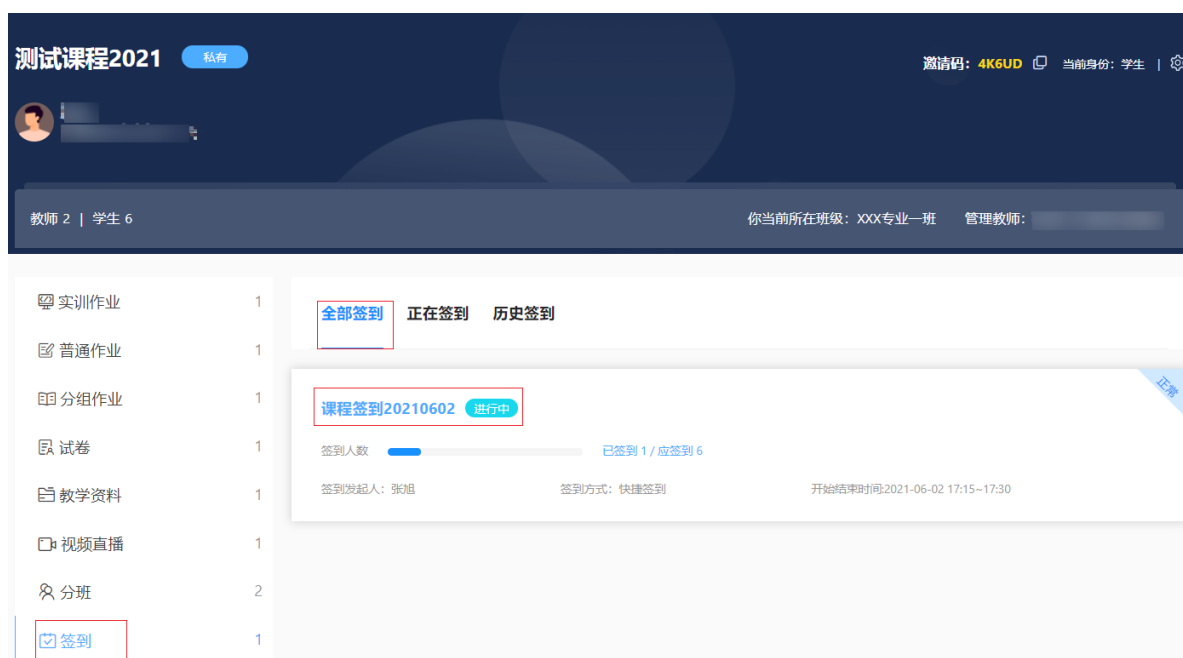 测试课程2021 私有
邀请码：4K6UD 当前身份：学生 |
教师 2 | 学生 6
你当前所在班级：XXX专业一班 管理教师：
实训作业 1
普通作业 1
分组作业 1
试卷 1
教学资料 1
视频直播 1
分班 2
签到 1
全部签到 正在签到 历史签到
课程签到20210602 进行中
正常
签到人数 已签到 1 / 应签到 6
签到发起人：张旭 签到方式：快捷签到 开始结束时间:2021-06-02 17:15~17:30